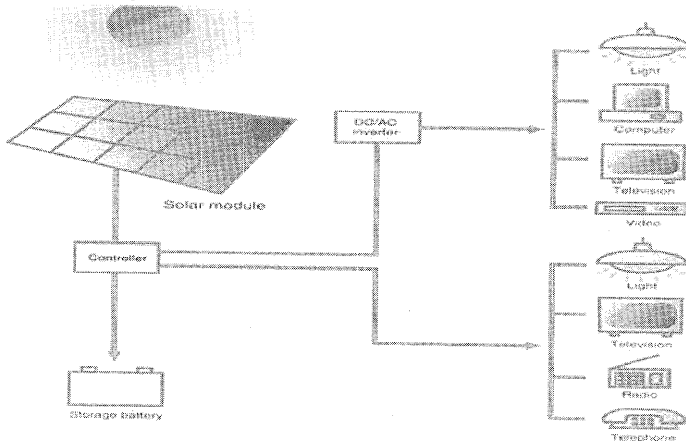 Solar module
DC/AC
inverter
Controller
Storage battery
Light
Computer
Television
Video
Light
Television
Radio
Telephone